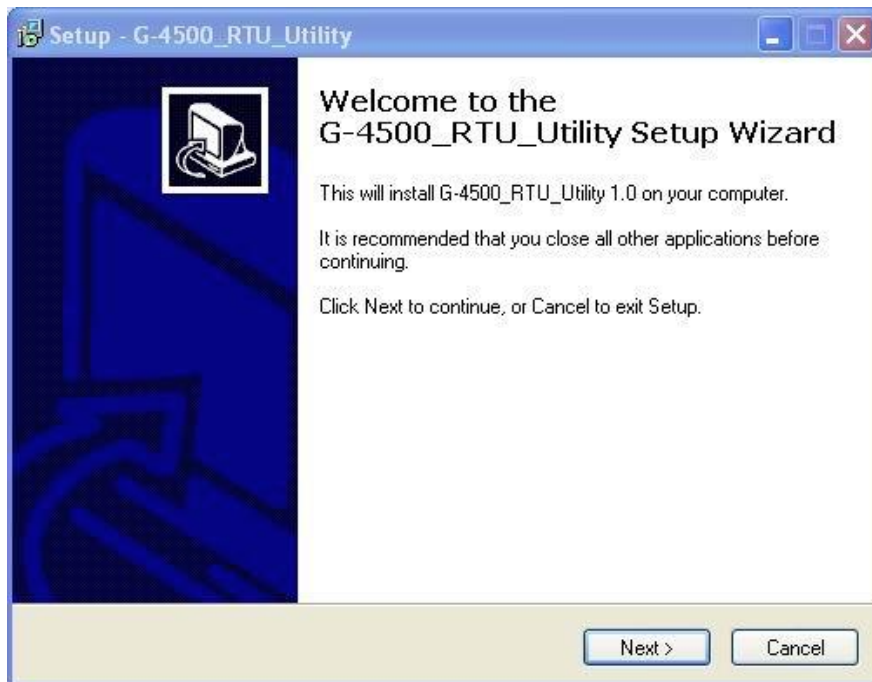 Setup - G-4500_RTU_Utility
Welcome to the
G-4500_RTU_Utility Setup Wizard
This will install G-4500_RTU_Utility 1.0 on your computer.
It is recommended that you close all other applications before
continuing.
Click Next to continue, or Cancel to exit Setup.
Next >
Cancel